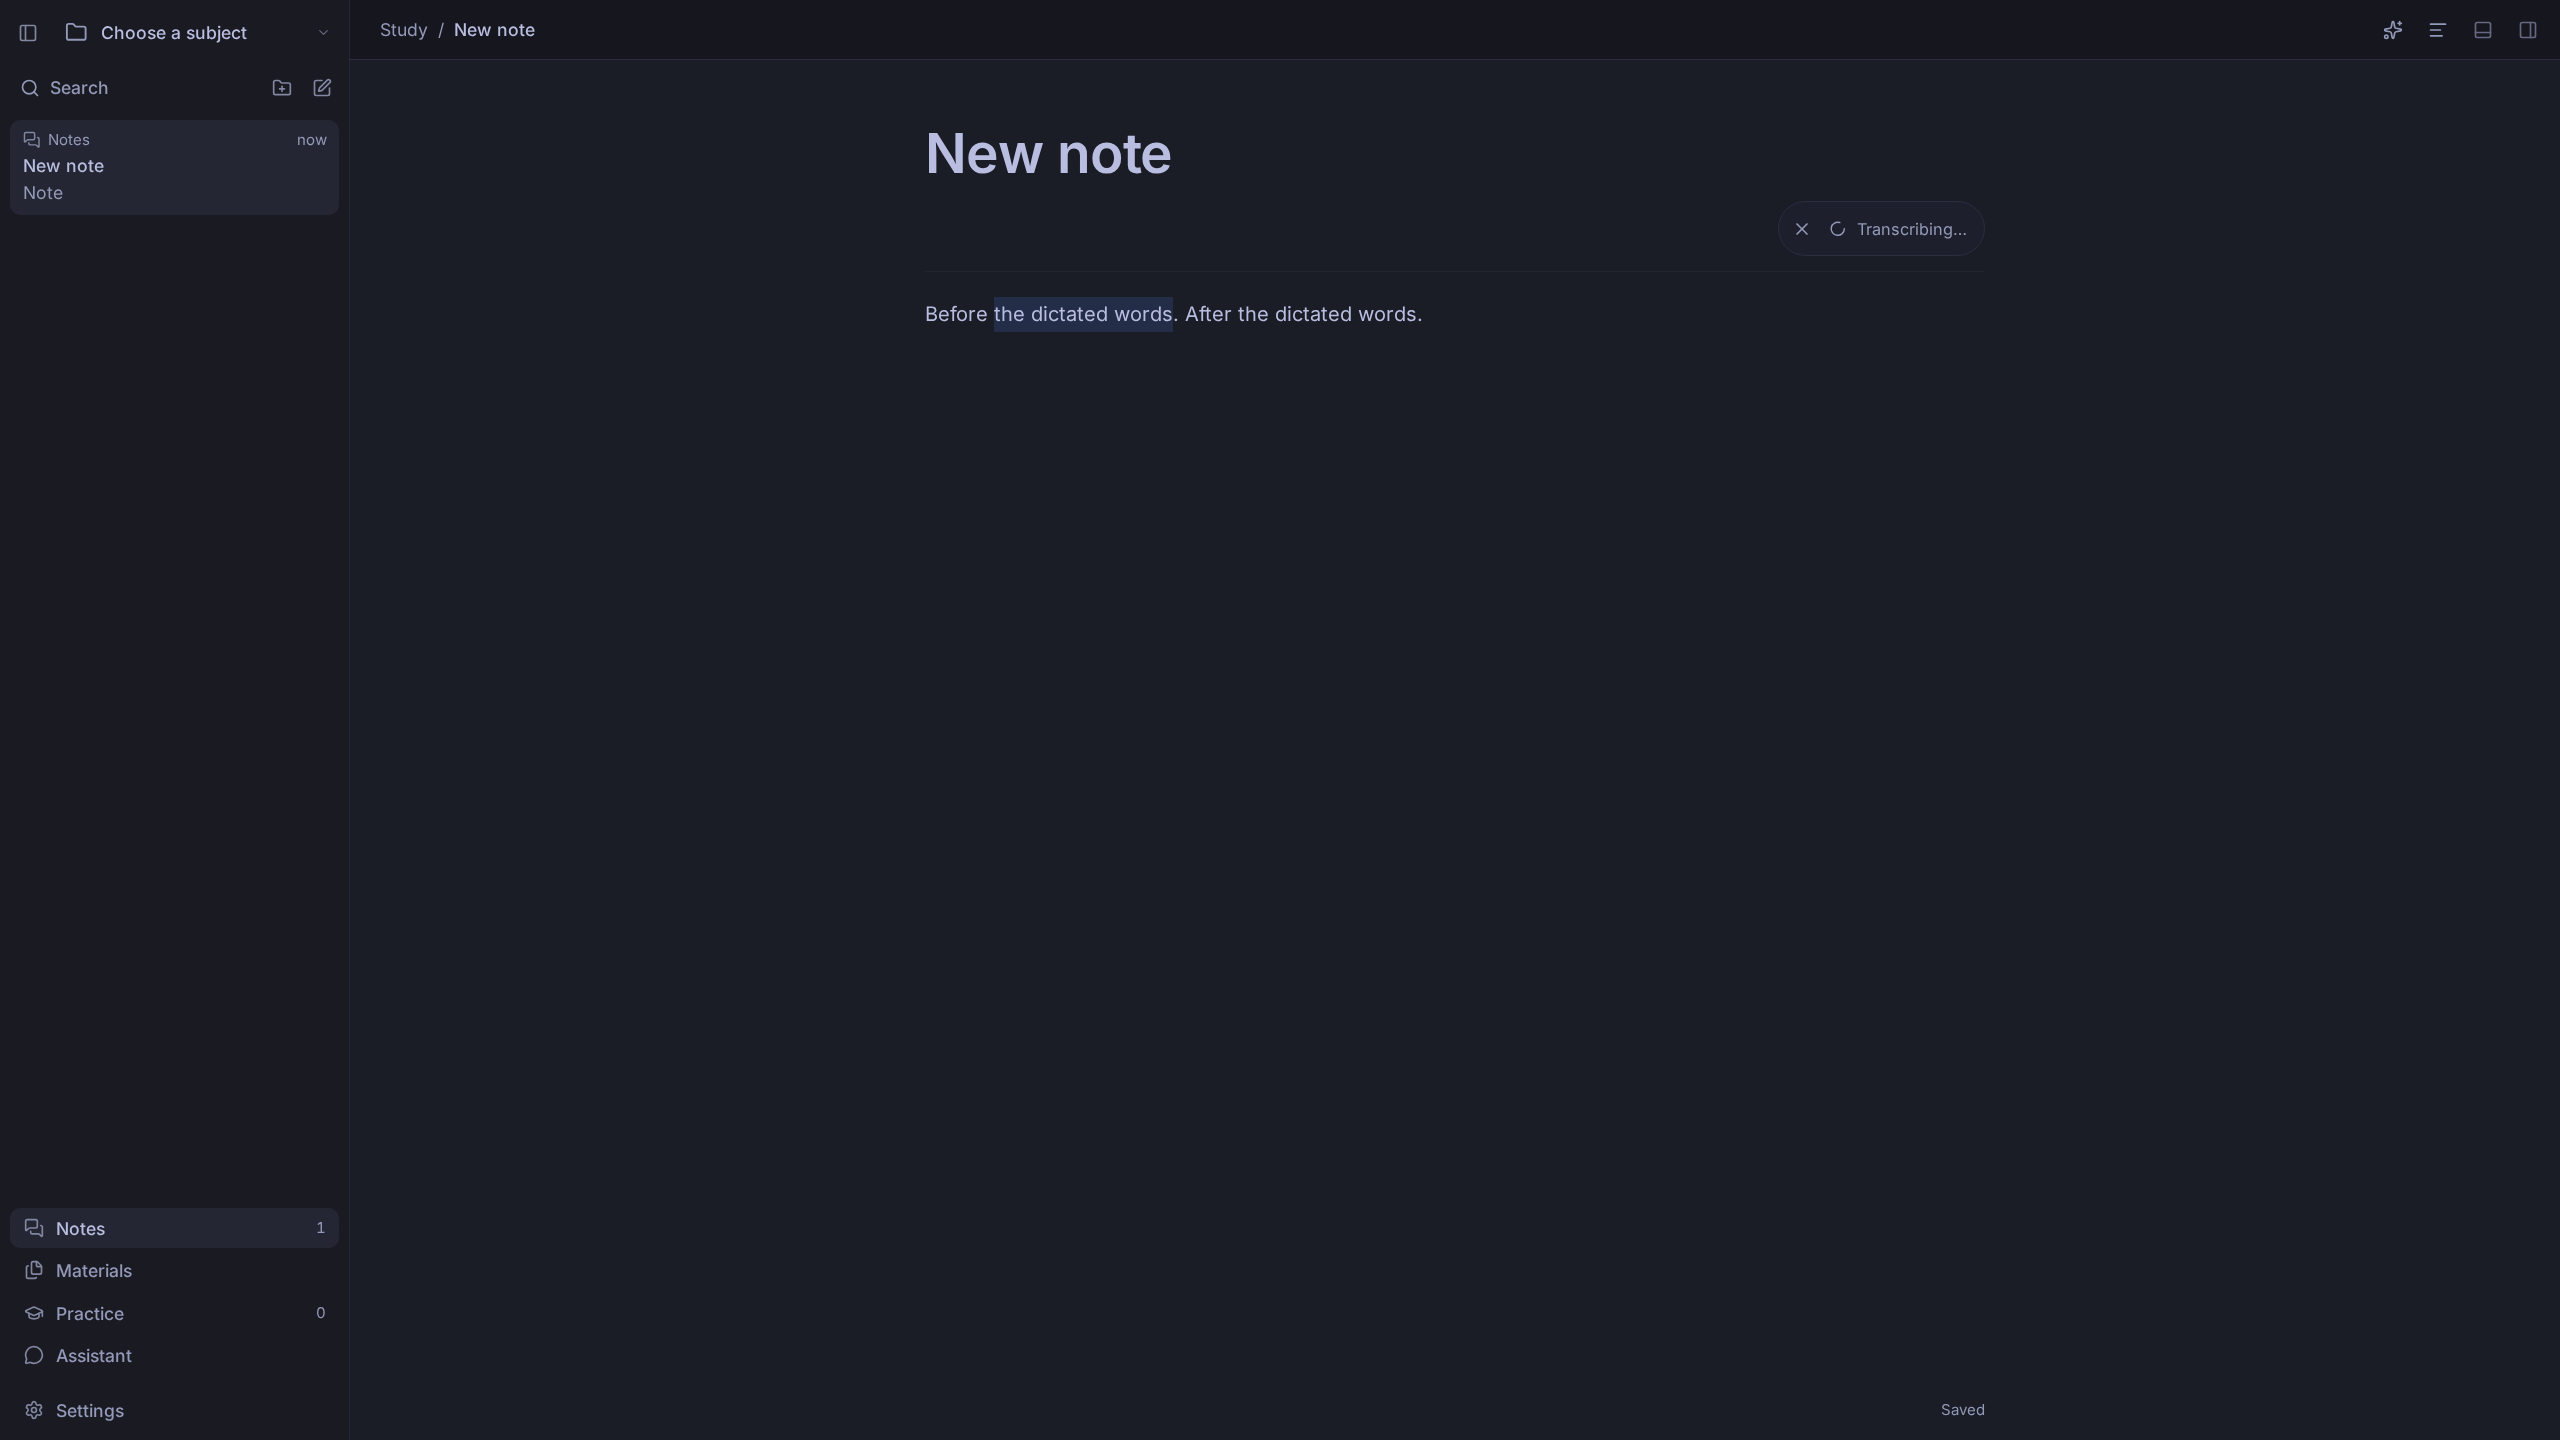 Choose a subject
Study / New note
Search
Notes now
New note
Note
New note
Transcribing...
Before the dictated words. After the dictated words.
Notes 1
Materials
Practice 0
Assistant
Settings
Saved